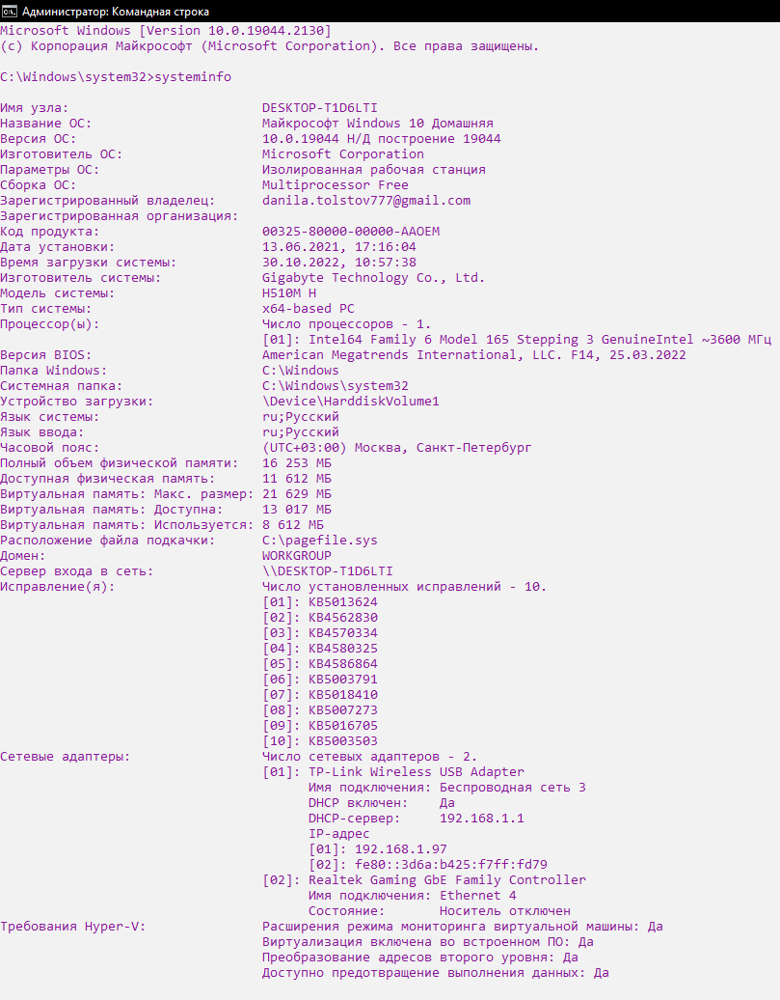 Администратор: Командная строка
Microsoft Windows [Version 10.0.19044.2130]
(c) Корпорация Майкрософт (Microsoft Corporation). Все права защищены.
C:\Windows\system32>systeminfo
Имя узла: DESKTOP-T1D6LTI
Название ОС: Майкрософт Windows 10 Домашняя
Версия ОС: 10.0.19044 Н/Д построение 19044
Изготовитель ОС: Microsoft Corporation
Параметры ОС: Изолированная рабочая станция
Сборка ОС: Multiprocessor Free
Зарегистрированный владелец: danila.tolstov777@gmail.com
Зарегистрированная организация:
Код продукта: 00325-80000-00000-AAOEM
Дата установки: 13.06.2021, 17:16:04
Время загрузки системы: 30.10.2022, 10:57:38
Изготовитель системы: Gigabyte Technology Co., Ltd.
Модель системы: H510M H
Тип системы: x64-based PC
Процессор(ы): Число процессоров - 1.
[01]: Intel64 Family 6 Model 165 Stepping 3 GenuineIntel ~3600 МГц
Версия BIOS: American Megatrends International, LLC. F14, 25.03.2022
Папка Windows: C:\Windows
Системная папка: C:\Windows\system32
Устройство загрузки: \Device\HarddiskVolume1
Язык системы: ru;Русский
Язык ввода: ru;Русский
Часовой пояс: (UTC+03:00) Москва, Санкт-Петербург
Полный объем физической памяти: 16 253 МБ
Доступная физическая память: 11 612 МБ
Виртуальная память: Макс. размер: 21 629 МБ
Виртуальная память: Доступна: 13 017 МБ
Виртуальная память: Используется: 8 612 МБ
Расположение файла подкачки: C:\pagefile.sys
Домен: WORKGROUP
Сервер входа в сеть: \\DESKTOP-T1D6LTI
Исправление(я): Число установленных исправлений - 10.
[01]: KB5013624
[02]: KB4562830
[03]: KB4570334
[04]: KB4580325
[05]: KB4586864
[06]: KB5003791
[07]: KB5018410
[08]: KB5007273
[09]: KB5016705
[10]: KB5003503
Сетевые адаптеры: Число сетевых адаптеров - 2.
[01]: TP-Link Wireless USB Adapter
Имя подключения: Беспроводная сеть 3
DHCP включен: Да
DHCP-сервер: 192.168.1.1
IP-адрес
[01]: 192.168.1.97
[02]: fe80::3d6a:b425:f7ff:fd79
[02]: Realtek Gaming GbE Family Controller
Имя подключения: Ethernet 4
Состояние: Носитель отключен
Требования Hyper-V: Расширения режима мониторинга виртуальной машины: Да
Виртуализация включена во встроенном ПО: Да
Преобразование адресов второго уровня: Да
Доступно предотвращение выполнения данных: Да